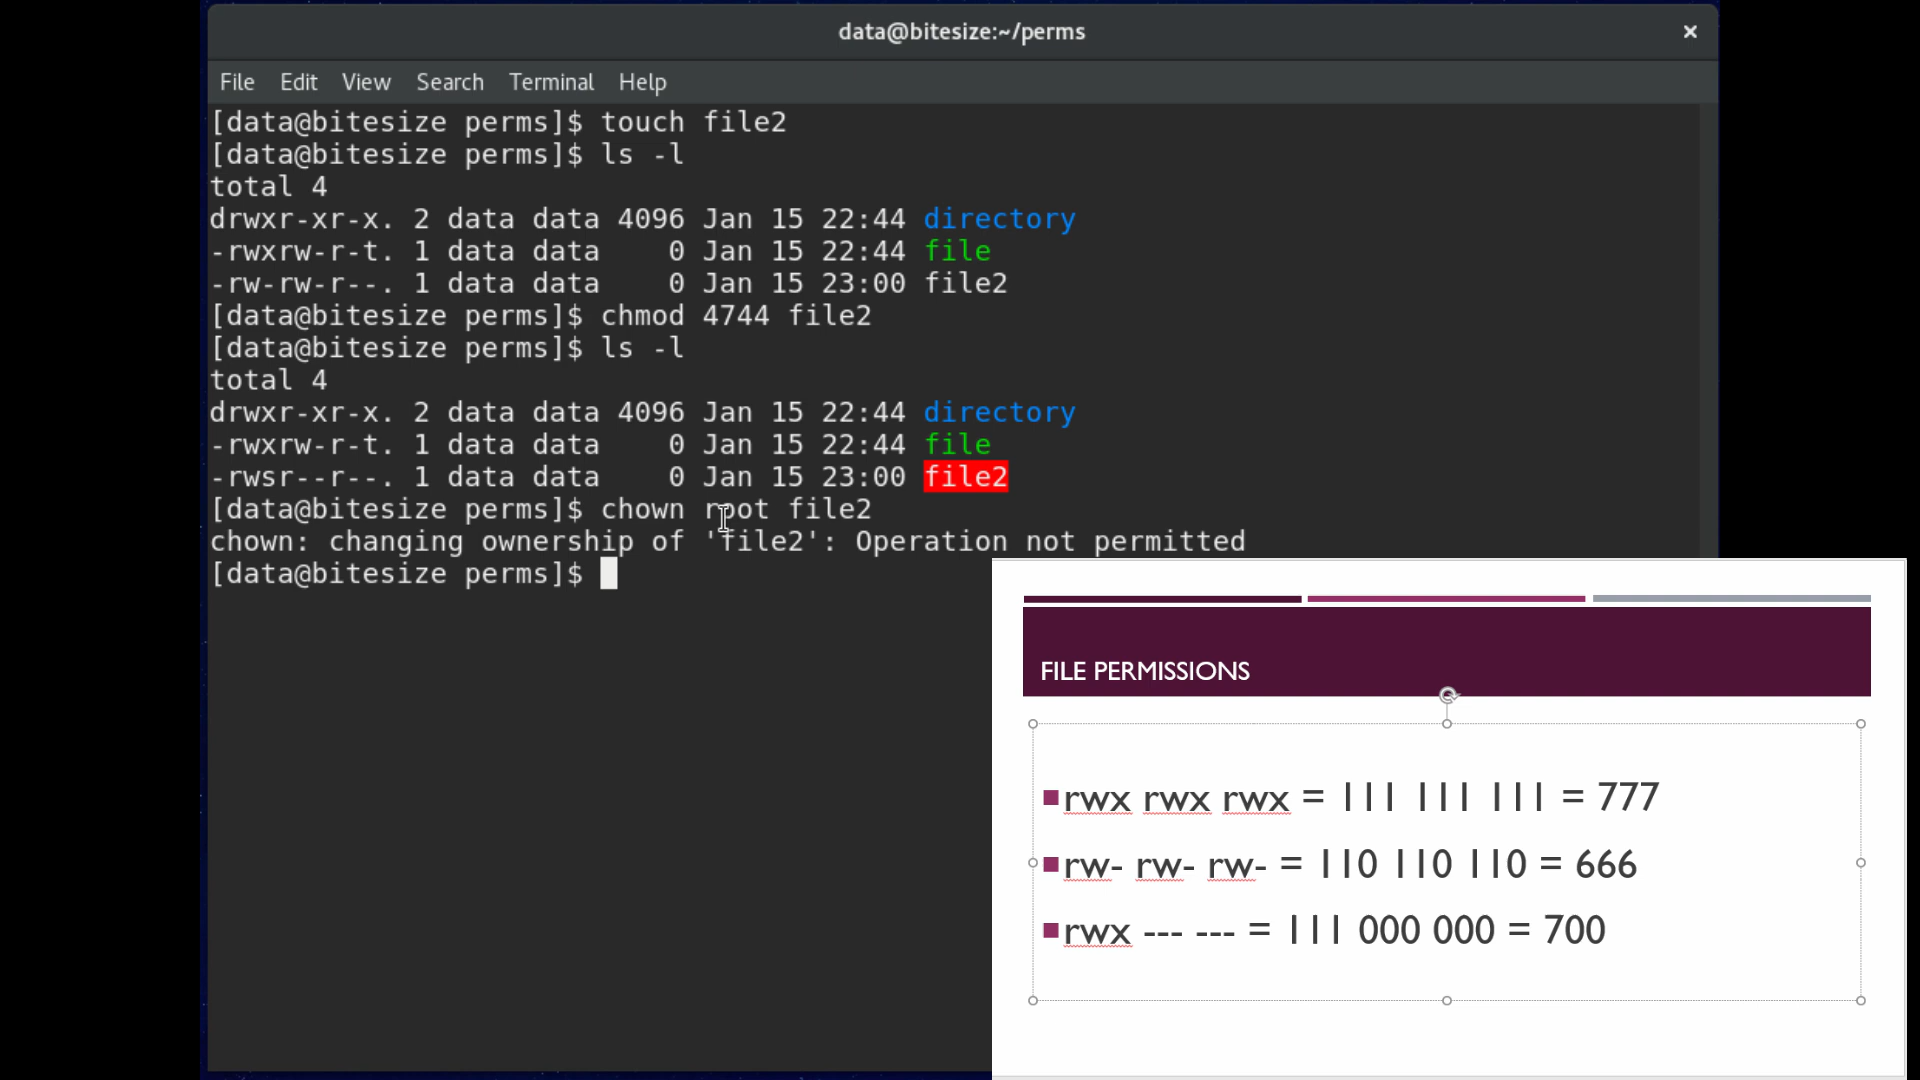 data@bitesize:~/perms
×
File Edit View Search Terminal Help
[data@bitesize perms]$ touch file2
[data@bitesize perms]$ ls -l
total 4
drwxr-xr-x. 2 data data 4096 Jan 15 22:44 directory
-rwxrw-r-t. 1 data data    0 Jan 15 22:44 file
-rw-rw-r--. 1 data data    0 Jan 15 23:00 file2
[data@bitesize perms]$ chmod 4744 file2
[data@bitesize perms]$ ls -l
total 4
drwxr-xr-x. 2 data data 4096 Jan 15 22:44 directory
-rwxrw-r-t. 1 data data    0 Jan 15 22:44 file
-rwsr--r--. 1 data data    0 Jan 15 23:00 file2
[data@bitesize perms]$ chown root file2
chown: changing ownership of 'file2': Operation not permitted
[data@bitesize perms]$
FILE PERMISSIONS
rwx rwx rwx = 111 111 111 = 777
rw- rw- rw- = 110 110 110 = 666
rwx --- --- = 111 000 000 = 700